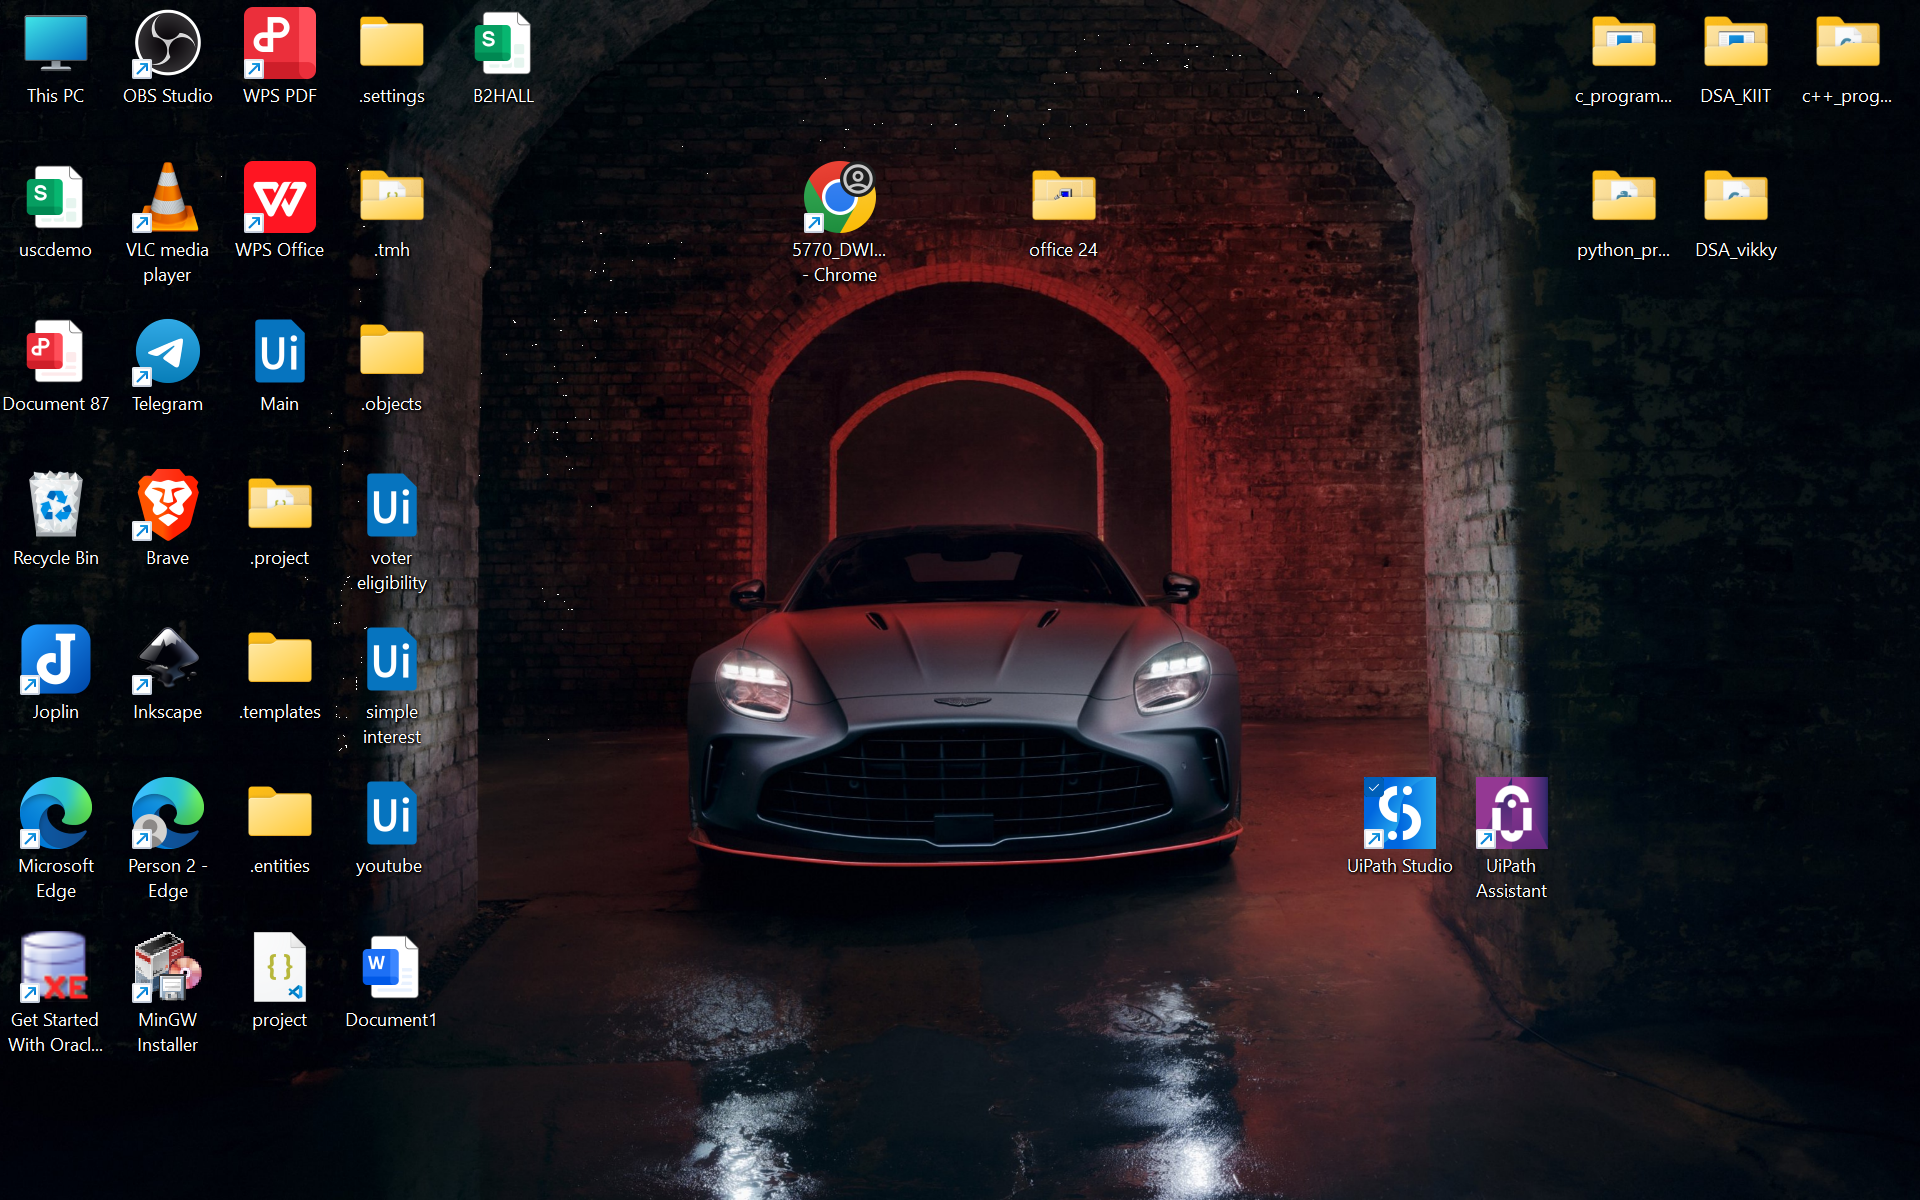 This PC
OBS Studio
WPS PDF
.settings
B2HALL
c_program...
DSA_KIIT
c++_prog...
uscdemo
VLC media
player
WPS Office
.tmh
5770_DWI...
- Chrome
office 24
python_pr...
DSA_vikky
Document 87
Telegram
Main
.objects
Recycle Bin
Brave
.project
voter
eligibility
Joplin
Inkscape
.templates
simple
interest
Microsoft
Edge
Person 2 -
Edge
.entities
youtube
UiPath Studio
UiPath
Assistant
Get Started
With Oracl...
MinGW
Installer
project
Document1